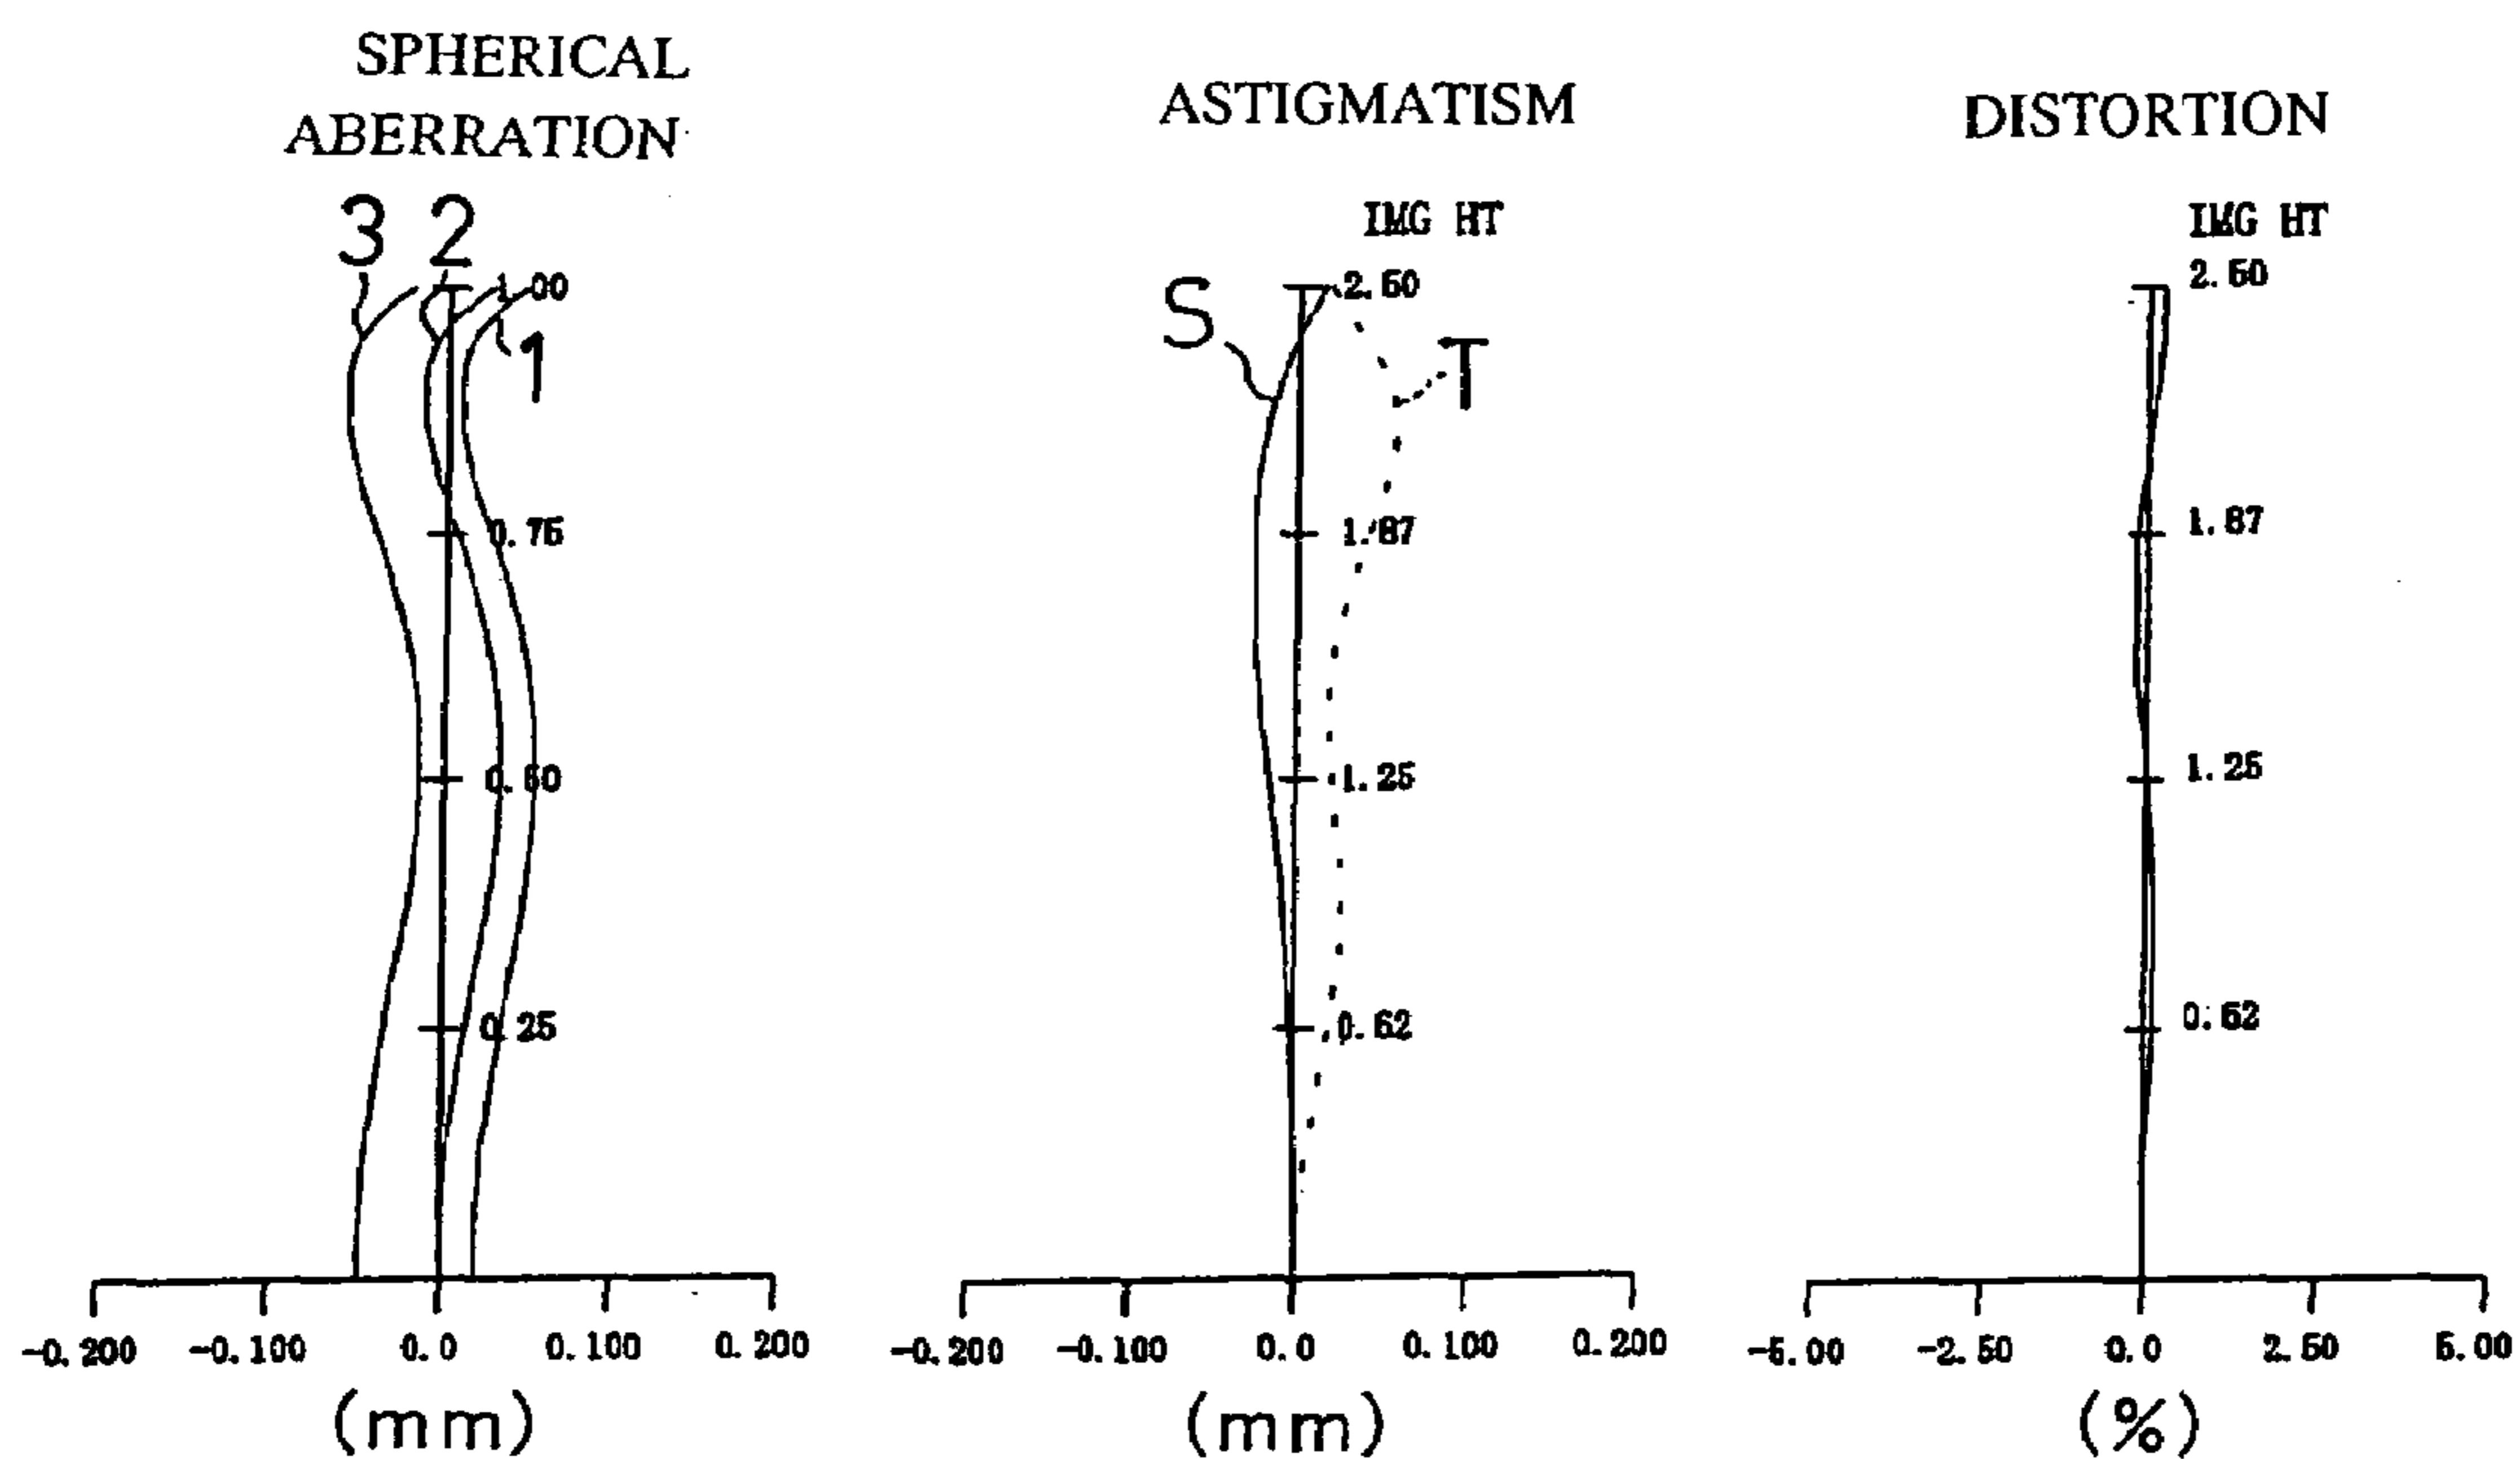 SPHERICAL
ABERRATION
3 2
1.00
1
0.75
0.50
0.25
-0.200 -0.100 0.0 0.100 0.200
(mm)
ASTIGMATISM
IMG HT
S
2.50
T
1.87
1.25
0.62
-0.200 -0.100 0.0 0.100 0.200
(mm)
DISTORTION
IMG HT
2.50
1.87
1.25
0.62
-5.00 -2.50 0.0 2.50 5.00
(%)